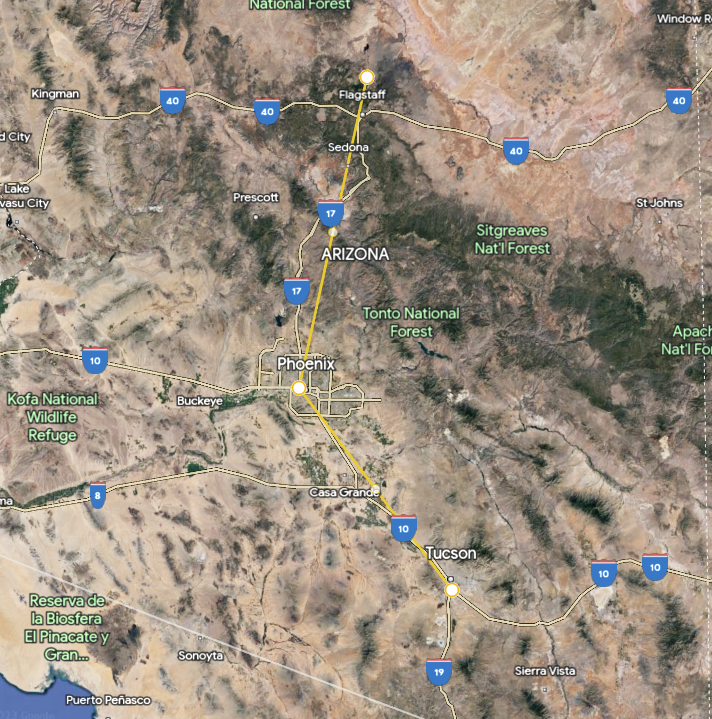 National Forest
Window R
Kingman
40
40
Flagstaff
40
40
d City
Sedona
Lake
vasu City
Prescott
17
St Johns
ARIZONA
Sitgreaves
Nat'l Forest
17
Tonto National
Forest
Apach
Nat'l For
10
Phoenix
Kofa National
Wildlife
Refuge
Buckeye
8
ma
Casa Grande
10
Tucson
10
10
Reserva de
la Biosfera
El Pinacate y
Gran...
Sonoyta
19
Sierra Vista
Puerto Peñasco